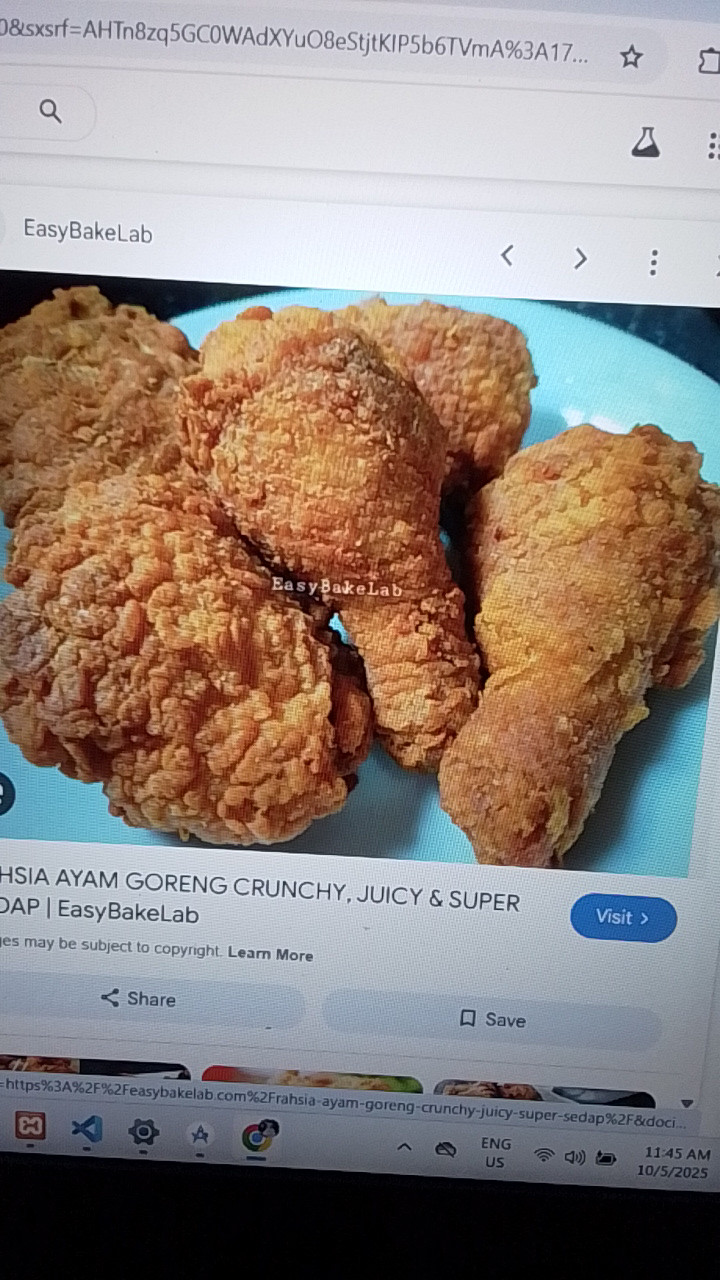 0&sxsrf=AHTn8zq5GC0WAdXYuO8eStjtKIP5b6TVmA%3A17...
EasyBakeLab
EasyBakeLab
HSIA AYAM GORENG CRUNCHY, JUICY & SUPER
DAP | EasyBakeLab
Visit >
ges may be subject to copyright. Learn More
Share
Save
=https%3A%2F%2Feasybakelab.com%2Frahsia-ayam-goreng-crunchy-juicy-super-sedap%2F&doci...
ENG
US
11:45 AM
10/5/2025